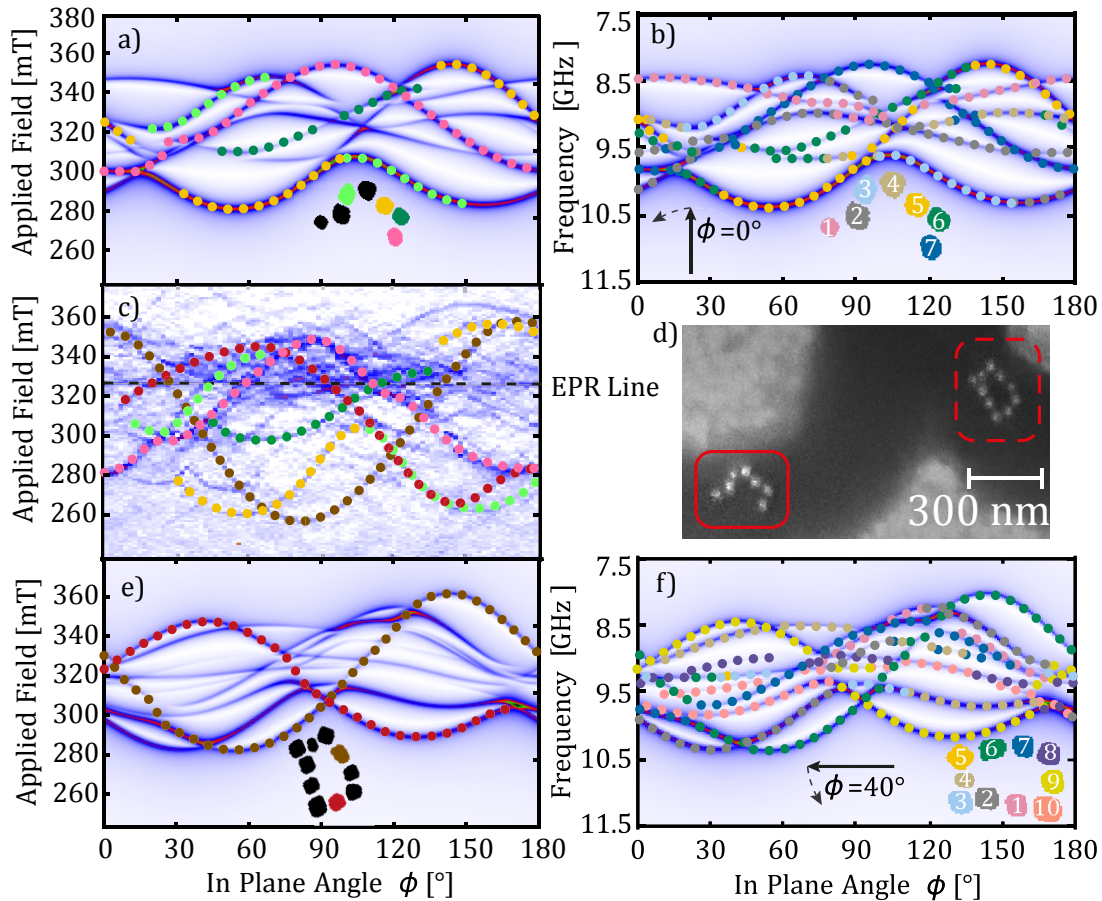 380
360
340
320
300
280
260
Applied Field [mT]
a)
7.5
8.5
9.5
10.5
11.5
Frequency [GHz]
b)
1 2 3 4 5 6 7
ϕ=0°
0 30 60 90 120 150 180
360
340
320
300
280
260
Applied Field [mT]
c)
EPR Line
d)
300 nm
360
340
320
300
280
260
Applied Field [mT]
e)
0 30 60 90 120 150 180
In Plane Angle ϕ [°]
7.5
8.5
9.5
10.5
11.5
Frequency [GHz]
f)
5 6 7 8
4 9
3 2 1 10
ϕ=40°
0 30 60 90 120 150 180
In Plane Angle ϕ [°]